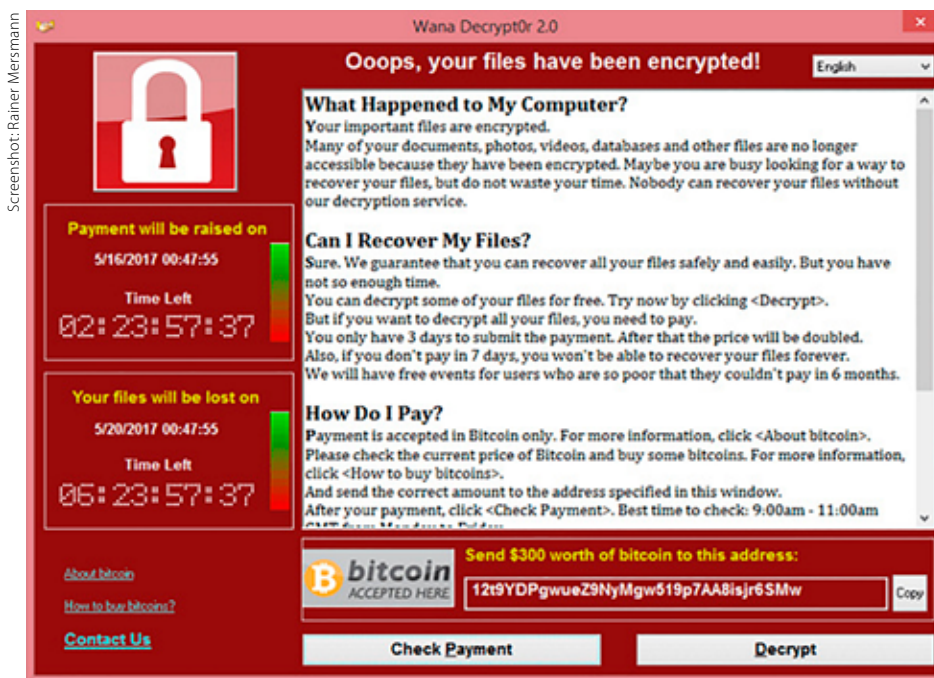 Screenshot: Rainer Mersmann
Wana Decrypt0r 2.0
Ooops, your files have been encrypted!
English
What Happened to My Computer?
Your important files are encrypted.
Many of your documents, photos, videos, databases and other files are no longer
accessible because they have been encrypted. Maybe you are busy looking for a way to
recover your files, but do not waste your time. Nobody can recover your files without
our decryption service.
Can I Recover My Files?
Sure. We guarantee that you can recover all your files safely and easily. But you have
not so enough time.
You can decrypt some of your files for free. Try now by clicking <Decrypt>.
But if you want to decrypt all your files, you need to pay.
You only have 3 days to submit the payment. After that the price will be doubled.
Also, if you don't pay in 7 days, you won't be able to recover your files forever.
We will have free events for users who are so poor that they couldn't pay in 6 months.
How Do I Pay?
Payment is accepted in Bitcoin only. For more information, click <About bitcoin>.
Please check the current price of Bitcoin and buy some bitcoins. For more information,
click <How to buy bitcoins>.
And send the correct amount to the address specified in this window.
After your payment, click <Check Payment>. Best time to check: 9:00am - 11:00am
GMT from Monday to Friday
Payment will be raised on
5/16/2017 00:47:55
Time Left
02:23:57:37
Your files will be lost on
5/20/2017 00:47:55
Time Left
06:23:57:37
About bitcoin
How to buy bitcoins?
Contact Us
bitcoin
ACCEPTED HERE
Send $300 worth of bitcoin to this address:
12t9YDPgwueZ9NyMgw519p7AA8isjr6SMw
Copy
Check Payment
Decrypt